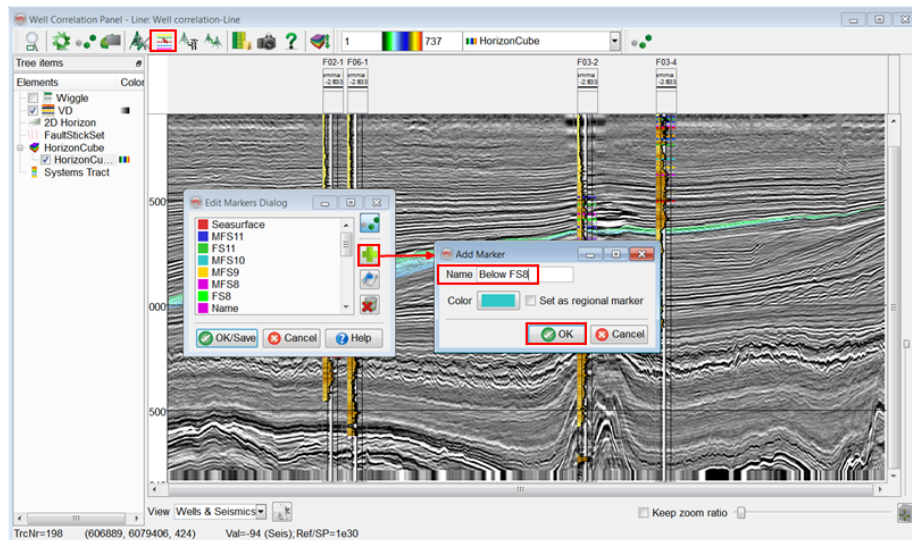 Well Correlation Panel - Line: Well correlation-Line
1 737 HorizonCube
Tree items
Elements Color
Wiggle
VD
2D Horizon
FaultStickSet
HorizonCube
HorizonCu...
Systems Tract
F02-1 F06-1 F03-2 F03-4
500
Edit Markers Dialog
Seasurface
MFS11
FS11
MFS10
MFS9
MFS8
FS8
Name
OK/Save Cancel Help
Add Marker
Name Below FS8
Color Set as regional marker
OK Cancel
000
500
View Wells & Seismics Keep zoom ratio
TrcNr=198 (606889, 6079406, 424) Val=-94 (Seis); Ref/SP=1e30